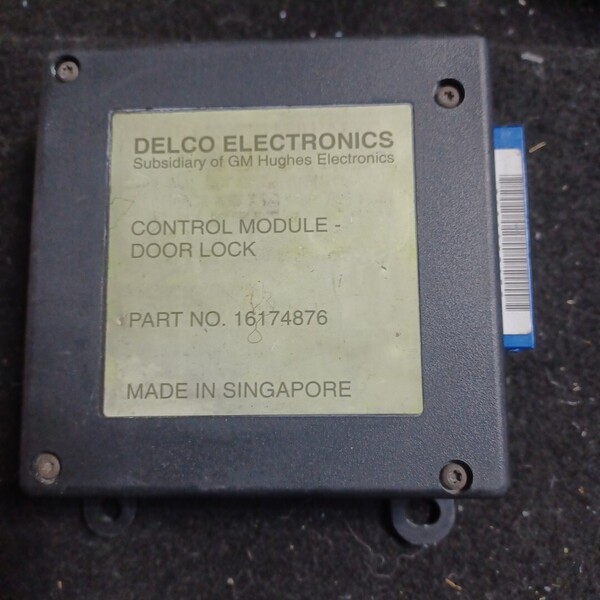 DELCO ELECTRONICS
Subsidiary of GM Hughes Electronics
CONTROL MODULE -
DOOR LOCK
PART NO. 16174876
MADE IN SINGAPORE